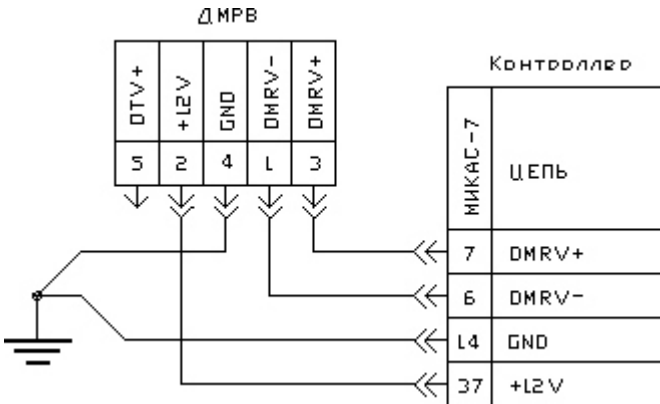 ДМРВ
DTV+ +12V GND DMRV- DMRV+
5 2 4 1 3
Контроллер
МИКАС-7 ЦЕПЬ
7 DMRV+
6 DMRV-
14 GND
37 +12V